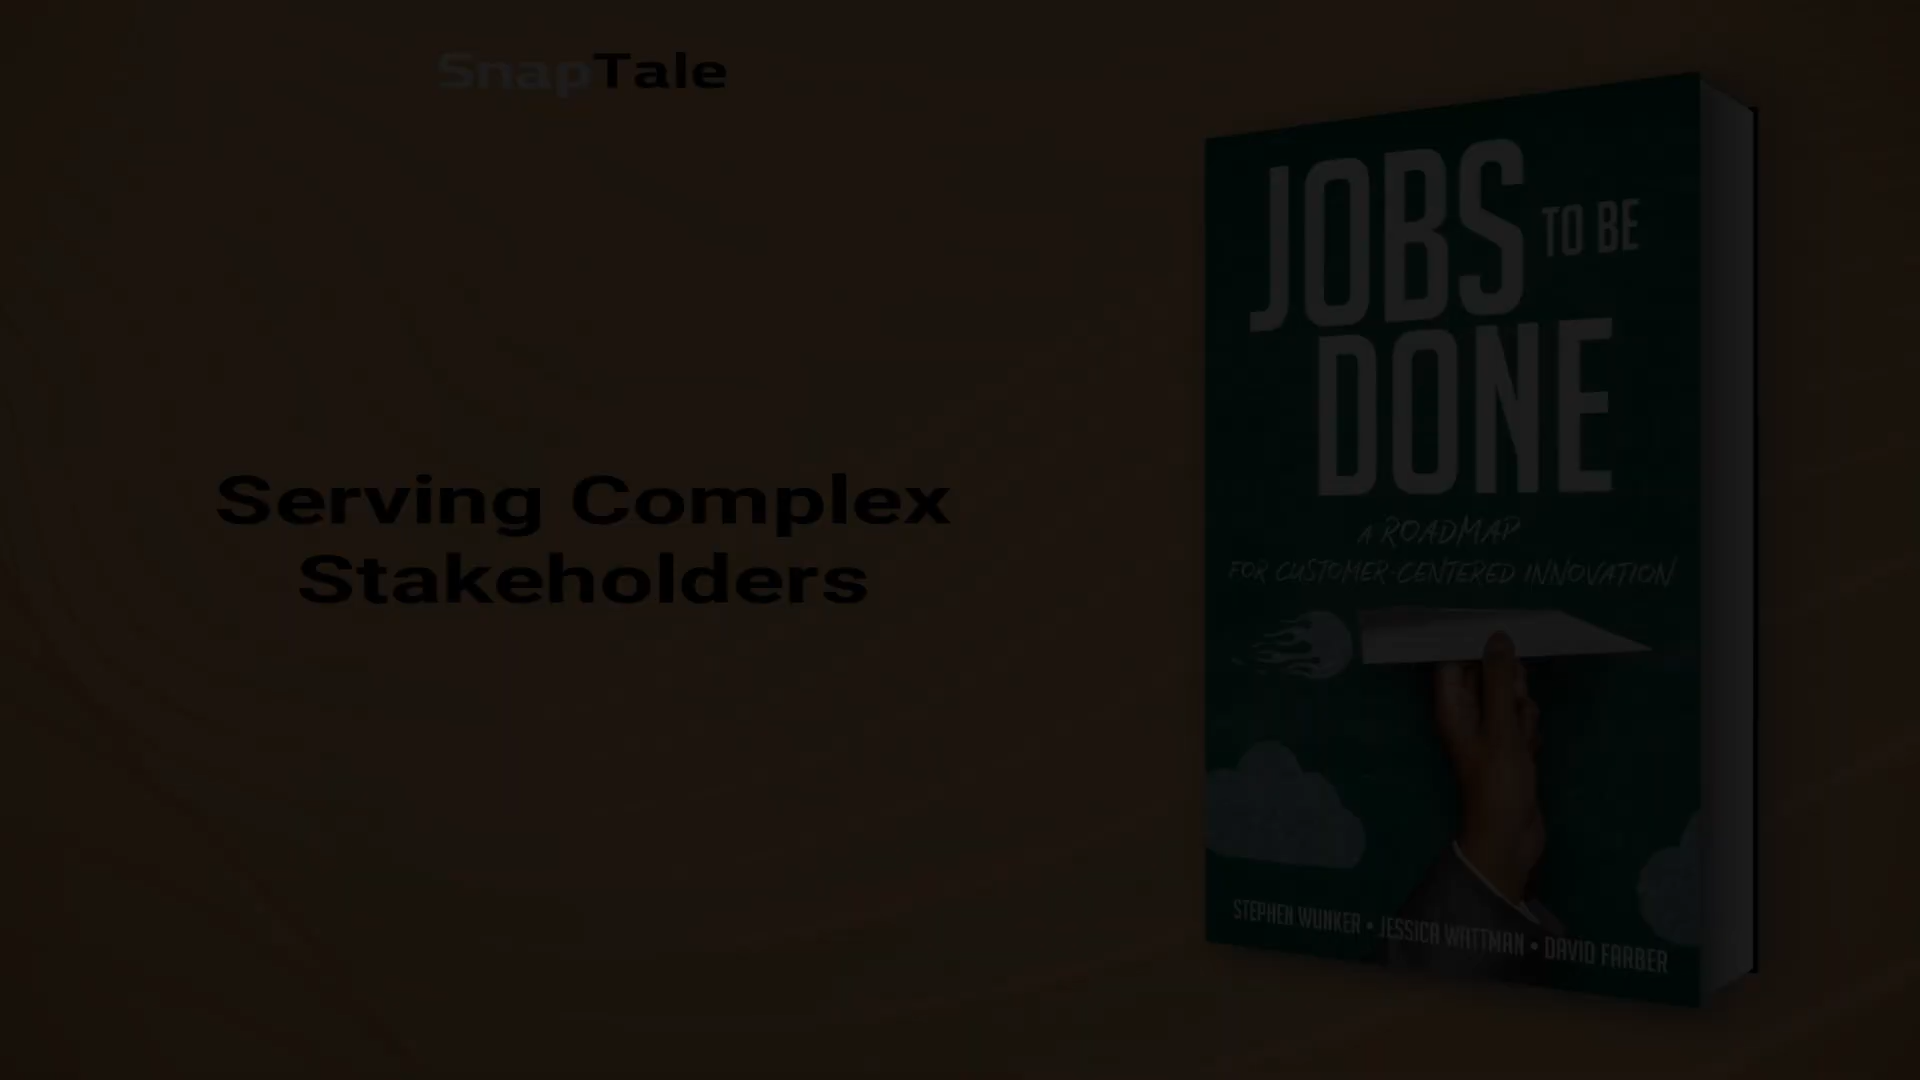 SnapTale
Serving Complex
Stakeholders
JOBS TO BE
DONE
A ROADMAP
FOR CUSTOMER-CENTERED INNOVATION
STEPHEN WUNKER • JESSICA WATTMAN • DAVID FARBER